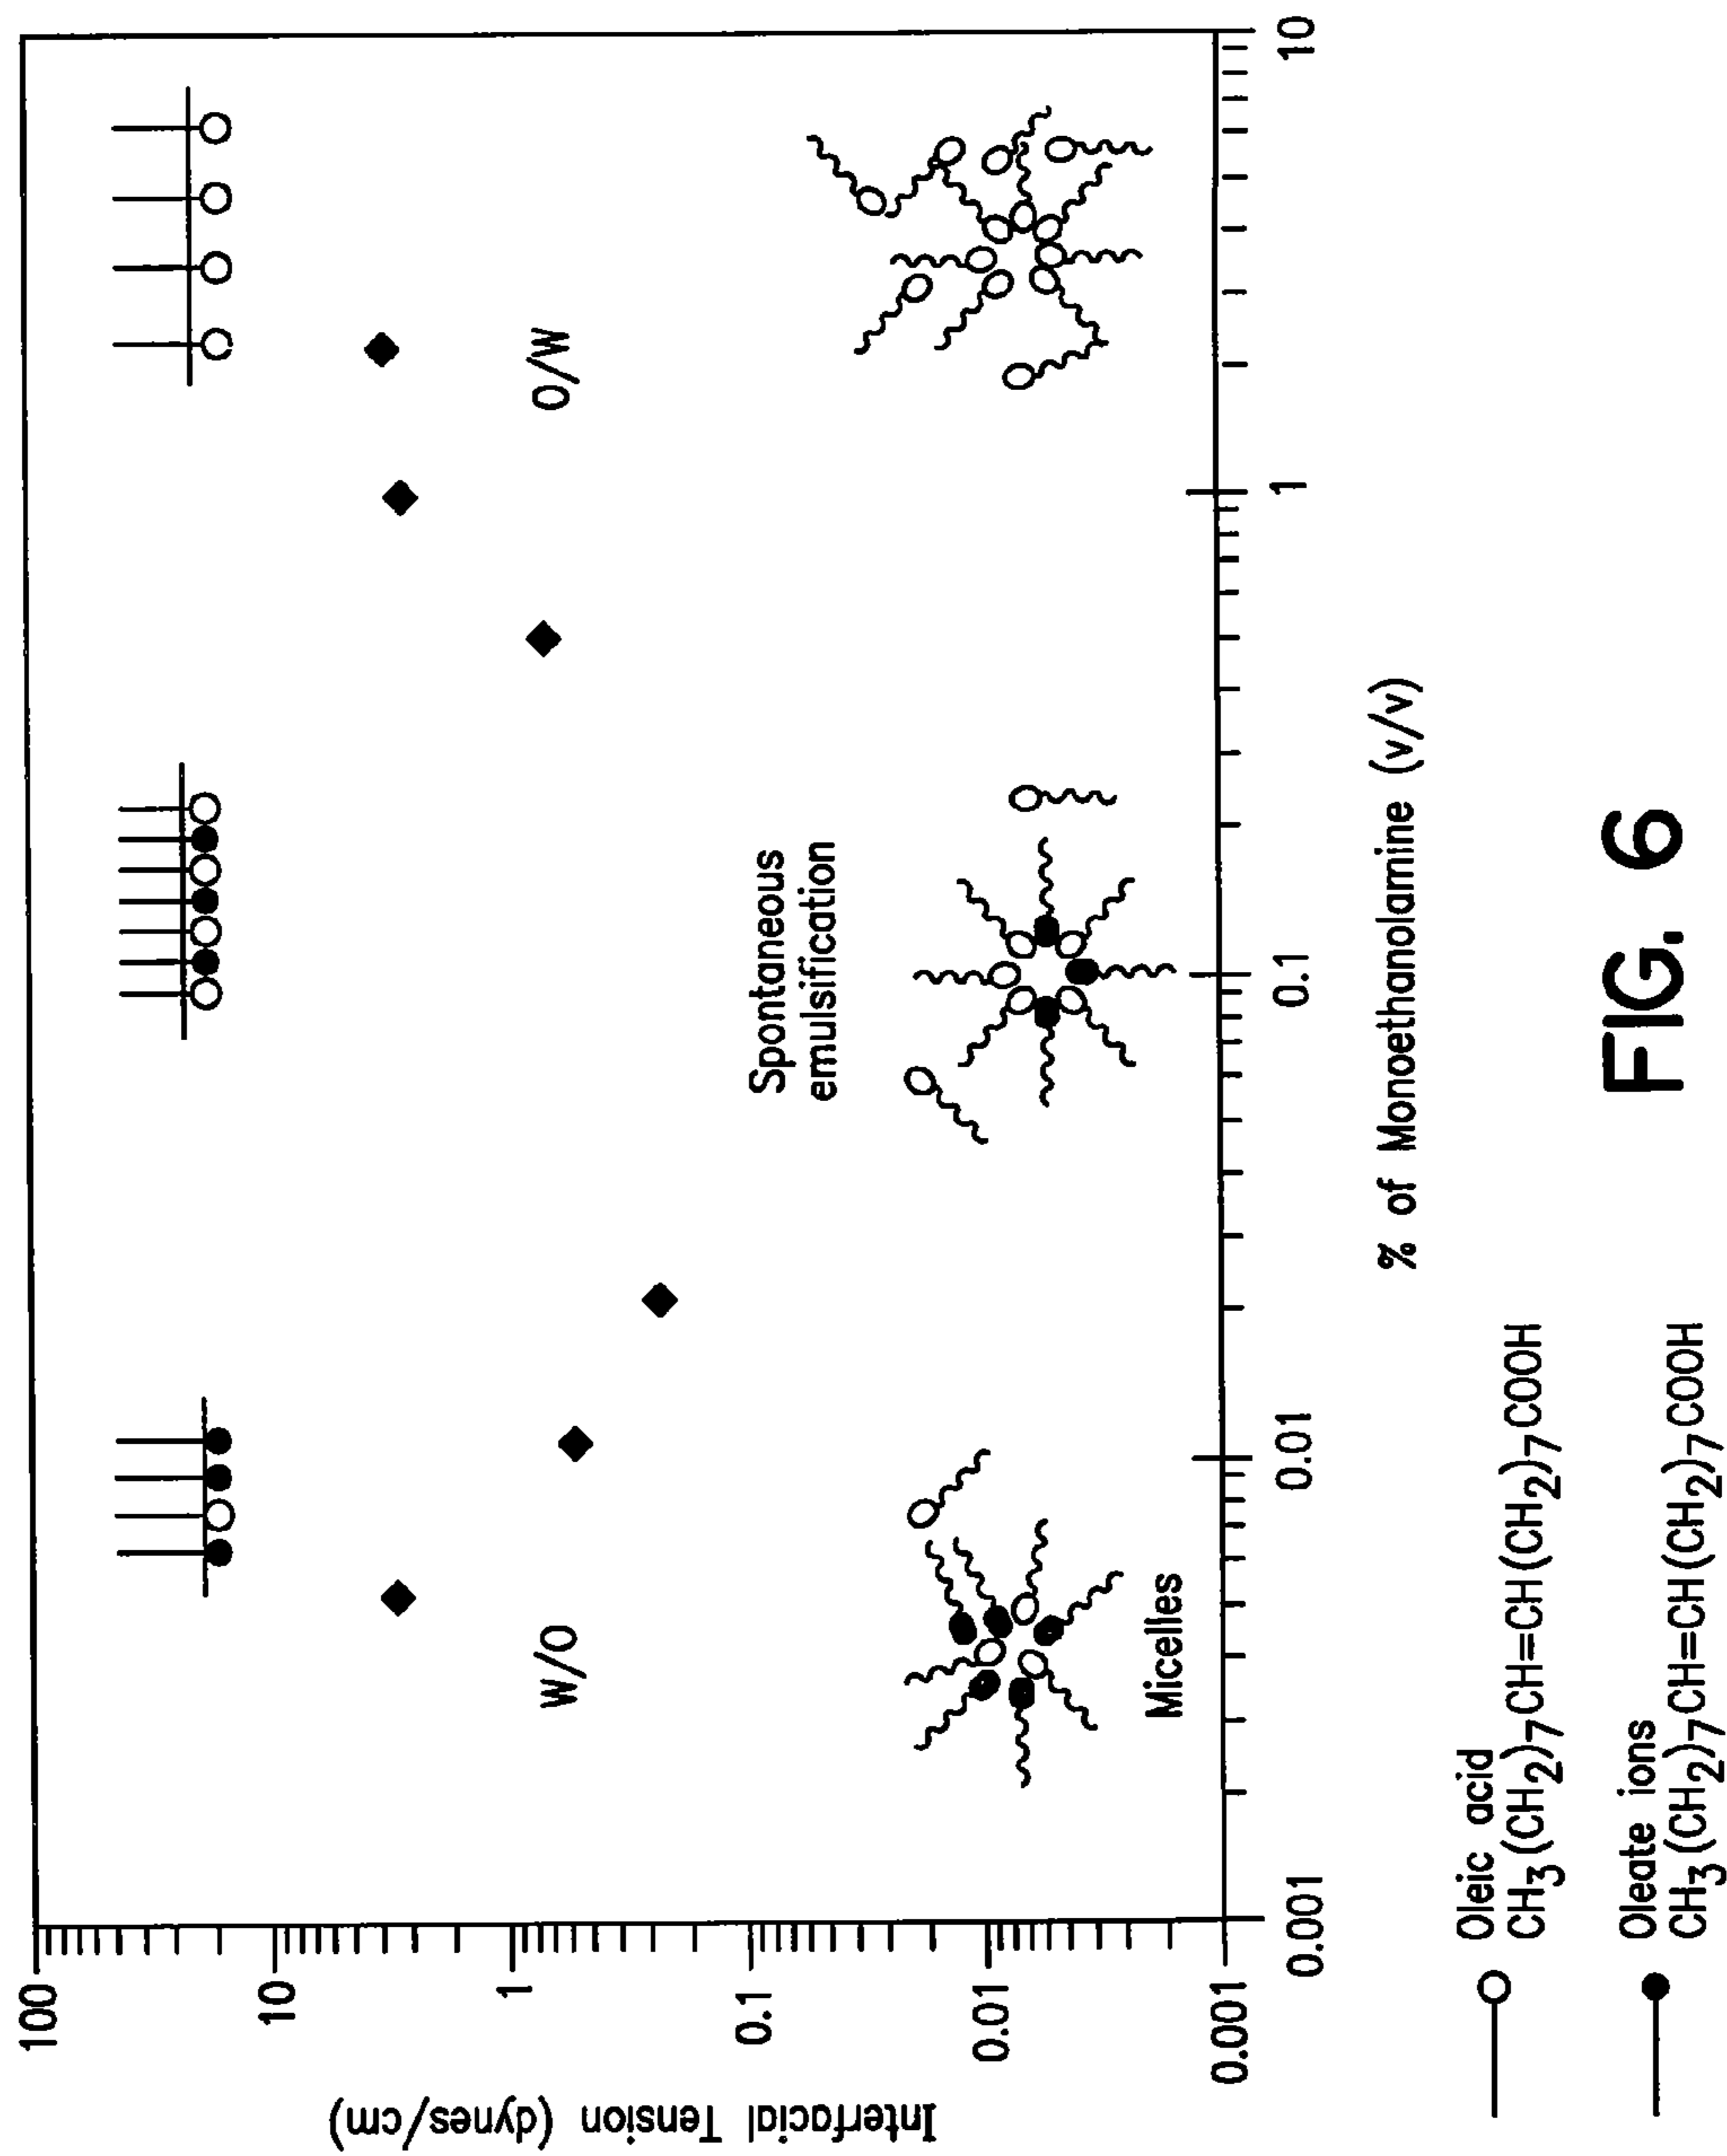 100
10
1
0.1
0.01
0.001
Interfacial Tension (dynes/cm)
W/O
O/W
Spontaneous
emulsification
Micelles
0.001
0.01
0.1
1
10
% of Monoethanolamine (v/v)
Oleic acid
CH₃(CH₂)₇CH=CH(CH₂)₇COOH
Oleate ions
CH₃(CH₂)₇CH=CH(CH₂)₇COOH
FIG. 6